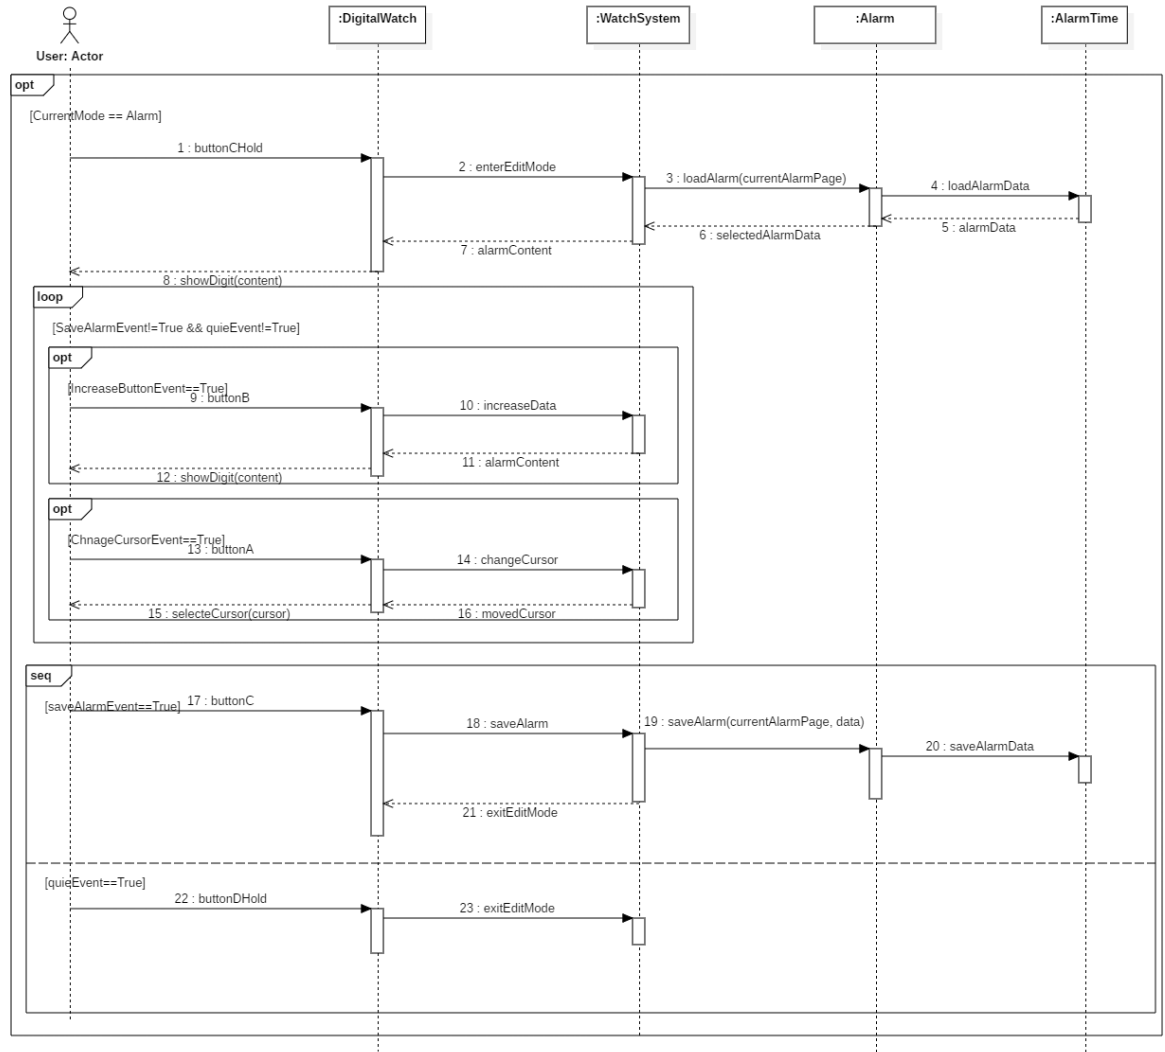 :DigitalWatch
:WatchSystem
:Alarm
:AlarmTime
User: Actor
opt
[CurrentMode == Alarm]
1 : buttonCHold
2 : enterEditMode
3 : loadAlarm(currentAlarmPage)
4 : loadAlarmData
5 : alarmData
6 : selectedAlarmData
7 : alarmContent
8 : showDigit(content)
loop
[SaveAlarmEvent!=True && quieEvent!=True]
opt
[IncreaseButtonEvent==True]
9 : buttonB
10 : increaseData
11 : alarmContent
12 : showDigit(content)
opt
[ChnageCursorEvent==True]
13 : buttonA
14 : changeCursor
15 : selecteCursor(cursor)
16 : movedCursor
seq
[saveAlarmEvent==True]
17 : buttonC
18 : saveAlarm
19 : saveAlarm(currentAlarmPage, data)
20 : saveAlarmData
21 : exitEditMode
[quieEvent==True]
22 : buttonDHold
23 : exitEditMode